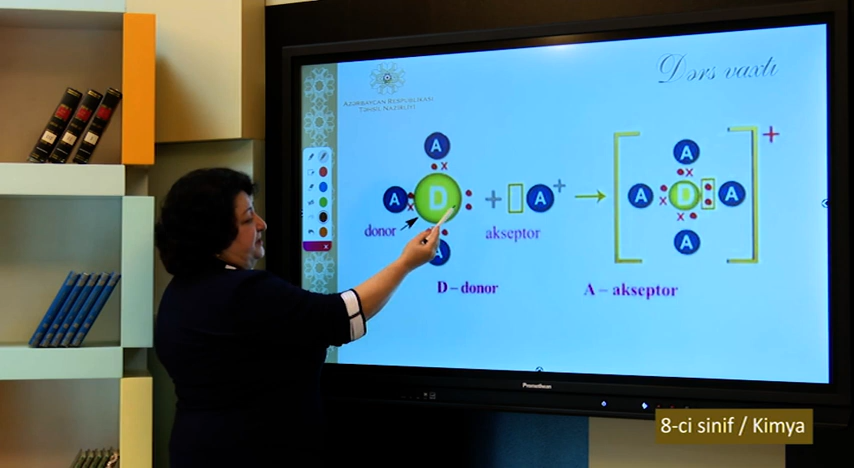 Dərs vaxtı
AZƏRBAYCAN RESPUBLİKASI
TƏHSİL NAZİRLİYİ
A
A
D
+
A
+
donor
akseptor
A
A
A
D
A
A
+
D – donor
A – akseptor
Promethean
8-ci sinif / Kimya